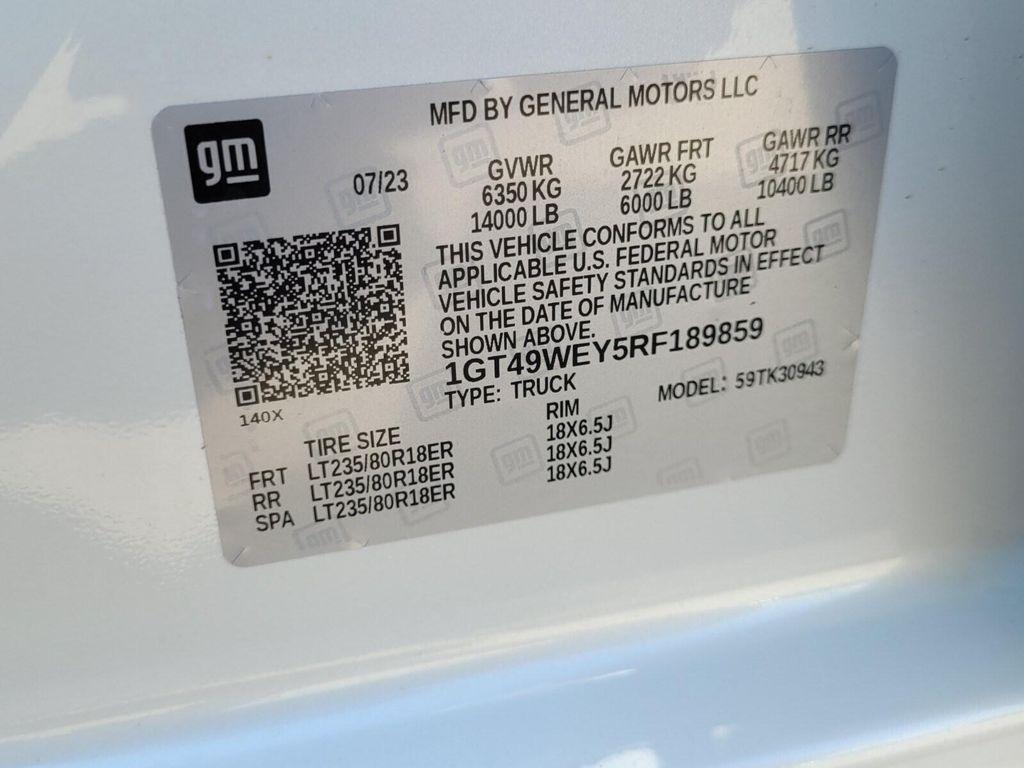 MFD BY GENERAL MOTORS LLC
gm
07/23
GVWR GAWR FRT GAWR RR
6350 KG 2722 KG 4717 KG
14000 LB 6000 LB 10400 LB
THIS VEHICLE CONFORMS TO ALL
APPLICABLE U.S. FEDERAL MOTOR
VEHICLE SAFETY STANDARDS IN EFFECT
ON THE DATE OF MANUFACTURE
SHOWN ABOVE.
1GT49WEY5RF189859
TYPE: TRUCK MODEL: 59TK30943
140X
TIRE SIZE RIM
FRT LT235/80R18ER 18X6.5J
RR LT235/80R18ER 18X6.5J
SPA LT235/80R18ER 18X6.5J